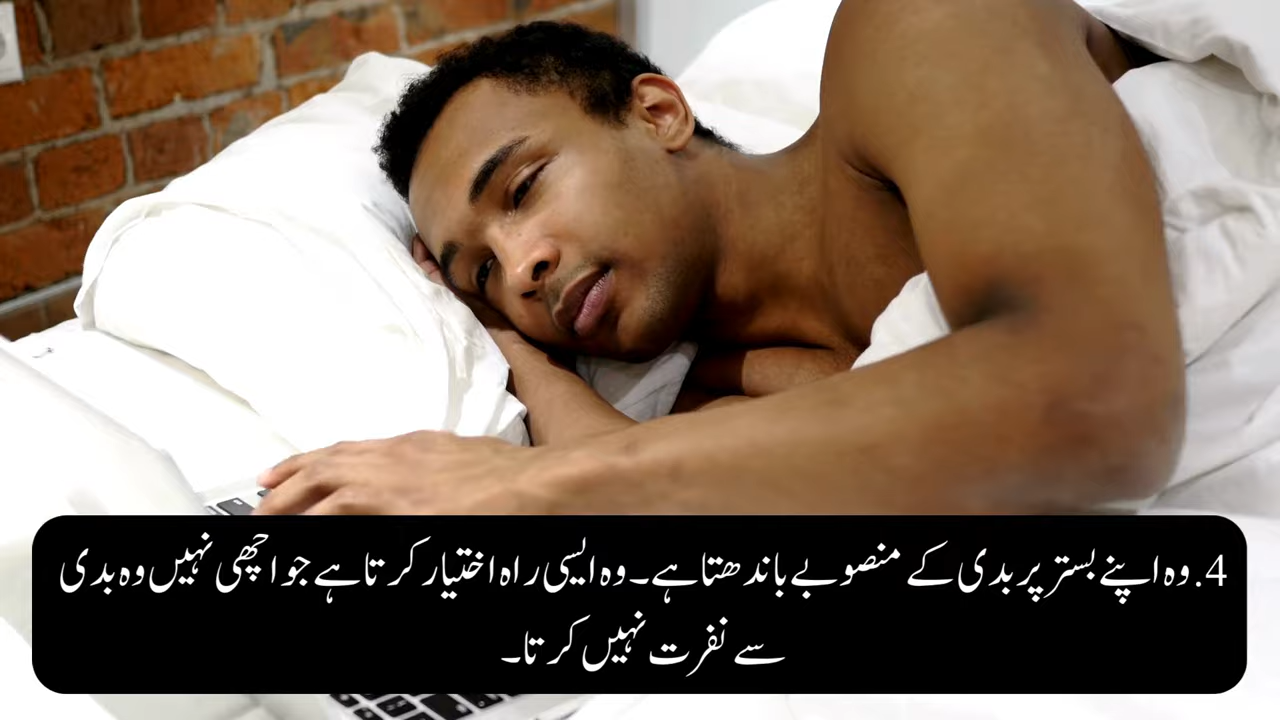 4. وہ اپنے بستر پر بدی کے منصوبے باندھتا ہے۔ وہ ایسی راہ اختیار کرتا ہے جو اچھی نہیں وہ بدی
سے نفرت نہیں کرتا۔